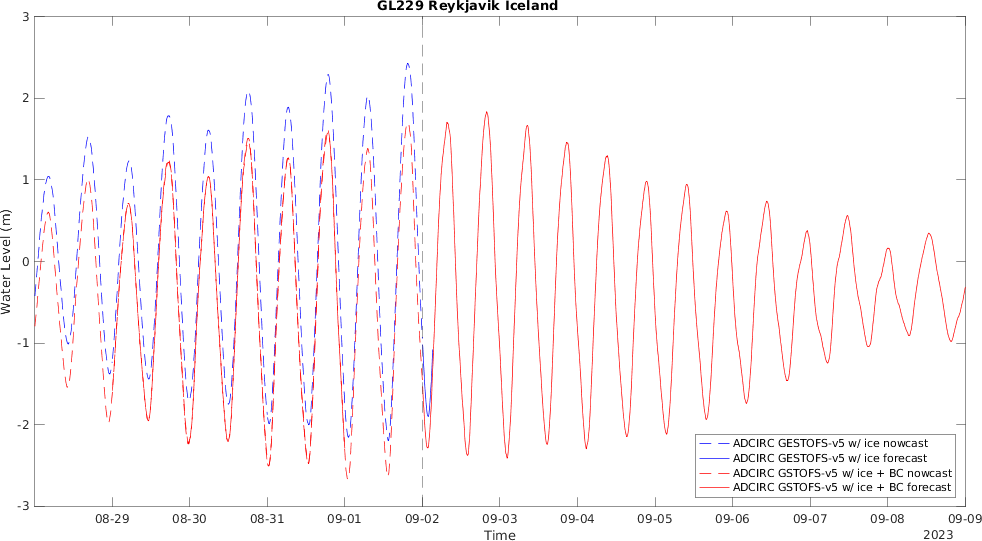 GL229 Reykjavik Iceland
3
2
1
0
-1
-2
-3
Water Level (m)
ADCIRC GESTOFS-v5 w/ ice nowcast
ADCIRC GESTOFS-v5 w/ ice forecast
ADCIRC GSTOFS-v5 w/ ice + BC nowcast
ADCIRC GSTOFS-v5 w/ ice + BC forecast
08-29 08-30 08-31 09-01 09-02 09-03 09-04 09-05 09-06 09-07 09-08 09-09
Time
2023